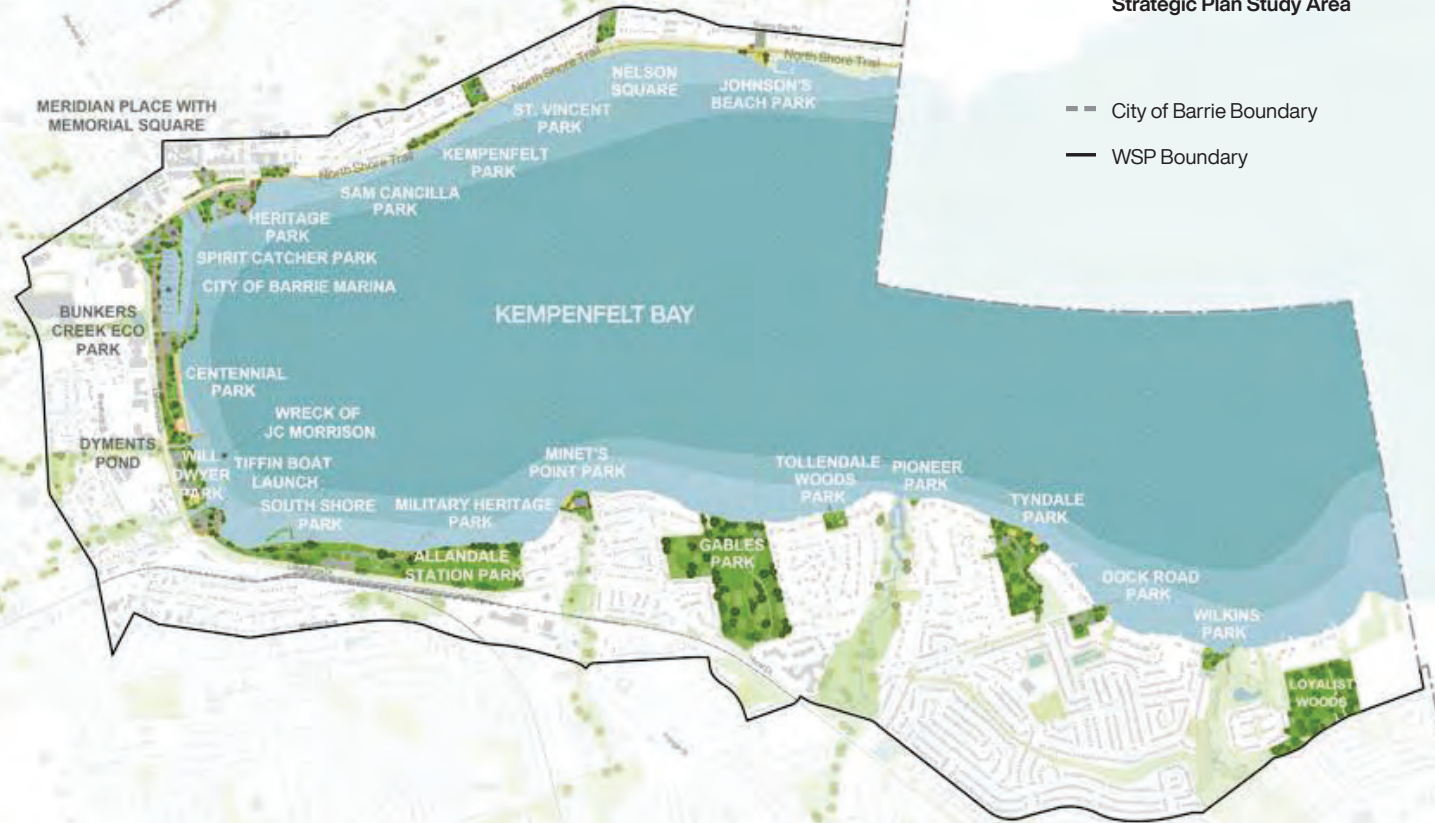 Strategic Plan Study Area
City of Barrie Boundary
WSP Boundary
MERIDIAN PLACE WITH
MEMORIAL SQUARE
North Shore Trail
NELSON
SQUARE
JOHNSON'S
BEACH PARK
North Shore Trail
ST. VINCENT
PARK
KEMPENFELT
PARK
North Shore Trail
SAM CANCILLA
PARK
HERITAGE
PARK
SPIRIT CATCHER PARK
CITY OF BARRIE MARINA
KEMPENFELT BAY
BUNKERS
CREEK ECO
PARK
CENTENNIAL
PARK
WRECK OF
JC MORRISON
DYMENTS
POND
WILL
DWYER
PARK
TIFFIN BOAT
LAUNCH
SOUTH SHORE
PARK
MILITARY HERITAGE
PARK
ALLANDALE
STATION PARK
MINET'S
POINT PARK
GABLES
PARK
TOLLENDALE
WOODS
PARK
PIONEER
PARK
TYNDALE
PARK
DOCK ROAD
PARK
WILKINS
PARK
LOYALIST
WOODS